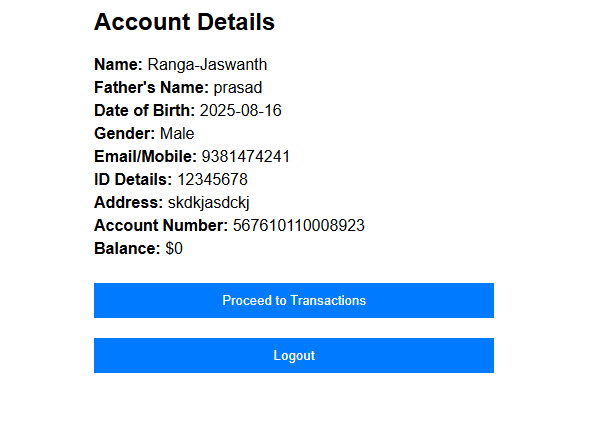 Account Details
Name: Ranga-Jaswanth
Father's Name: prasad
Date of Birth: 2025-08-16
Gender: Male
Email/Mobile: 9381474241
ID Details: 12345678
Address: skdkjasdckj
Account Number: 567610110008923
Balance: $0
Proceed to Transactions
Logout